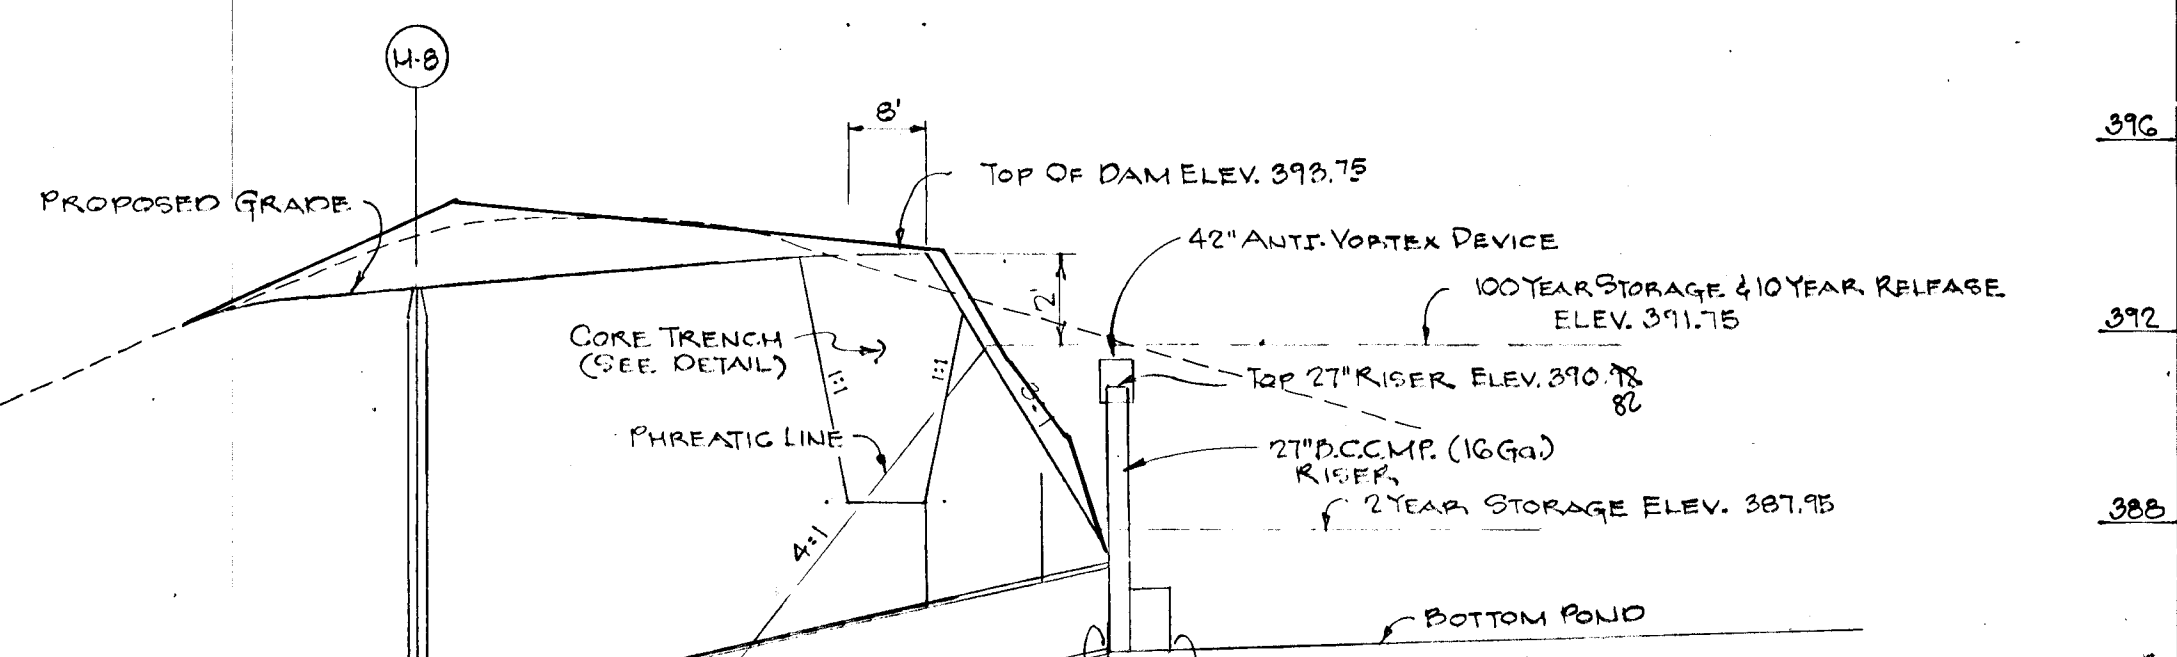 H-8
8'
396
TOP OF DAM ELEV. 393.75
PROPOSED GRADE
42" ANTI-VORTEX DEVICE
2'
100 YEAR STORAGE & 10 YEAR RELEASE
ELEV. 391.75
392
CORE TRENCH
(SEE DETAIL)
1:1
1:1
3:1
TOP 27" RISER ELEV. 390.78
82
PHREATIC LINE
27" B.C.C.M.P. (16 Ga.)
RISER
2 YEAR STORAGE ELEV. 387.95
388
4:1
BOTTOM POND